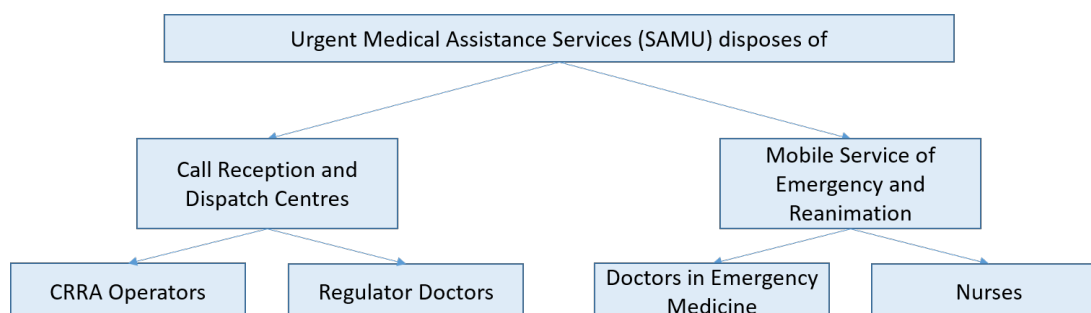 Urgent Medical Assistance Services (SAMU) disposes of
Call Reception and
Dispatch Centres
Mobile Service of
Emergency and
Reanimation
CRRA Operators
Regulator Doctors
Doctors in Emergency
Medicine
Nurses